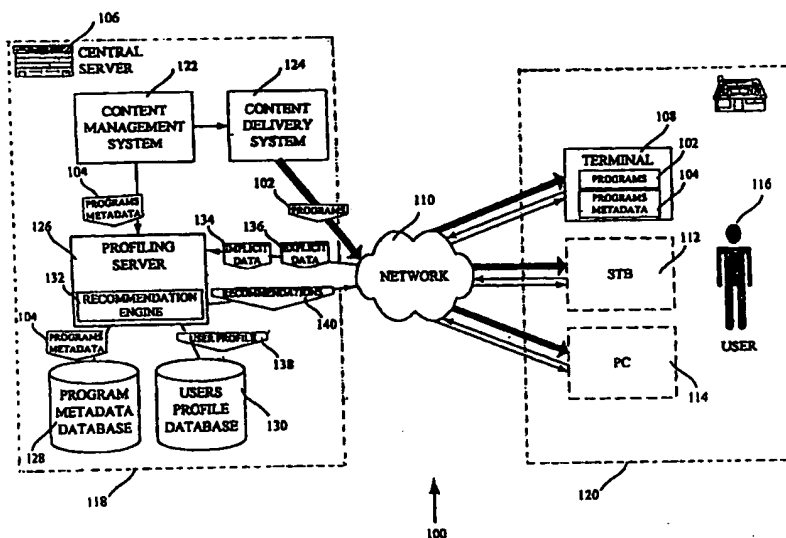 106
CENTRAL
SERVER
122
124
CONTENT
MANAGEMENT
SYSTEM
CONTENT
DELIVERY
SYSTEM
104
PROGRAMS
METADATA
102
PROGRAMS
126
134
136
IMPLICIT
DATA
EXPLICIT
DATA
PROFILING
SERVER
132
RECOMMENDATION
ENGINE
RECOMMENDATIONS
140
104
PROGRAMS
METADATA
USER PROFILE
138
PROGRAM
METADATA
DATABASE
128
USERS
PROFILE
DATABASE
130
118
110
NETWORK
100
108
TERMINAL
102
PROGRAMS
104
PROGRAMS
METADATA
112
STB
116
USER
PC
114
120